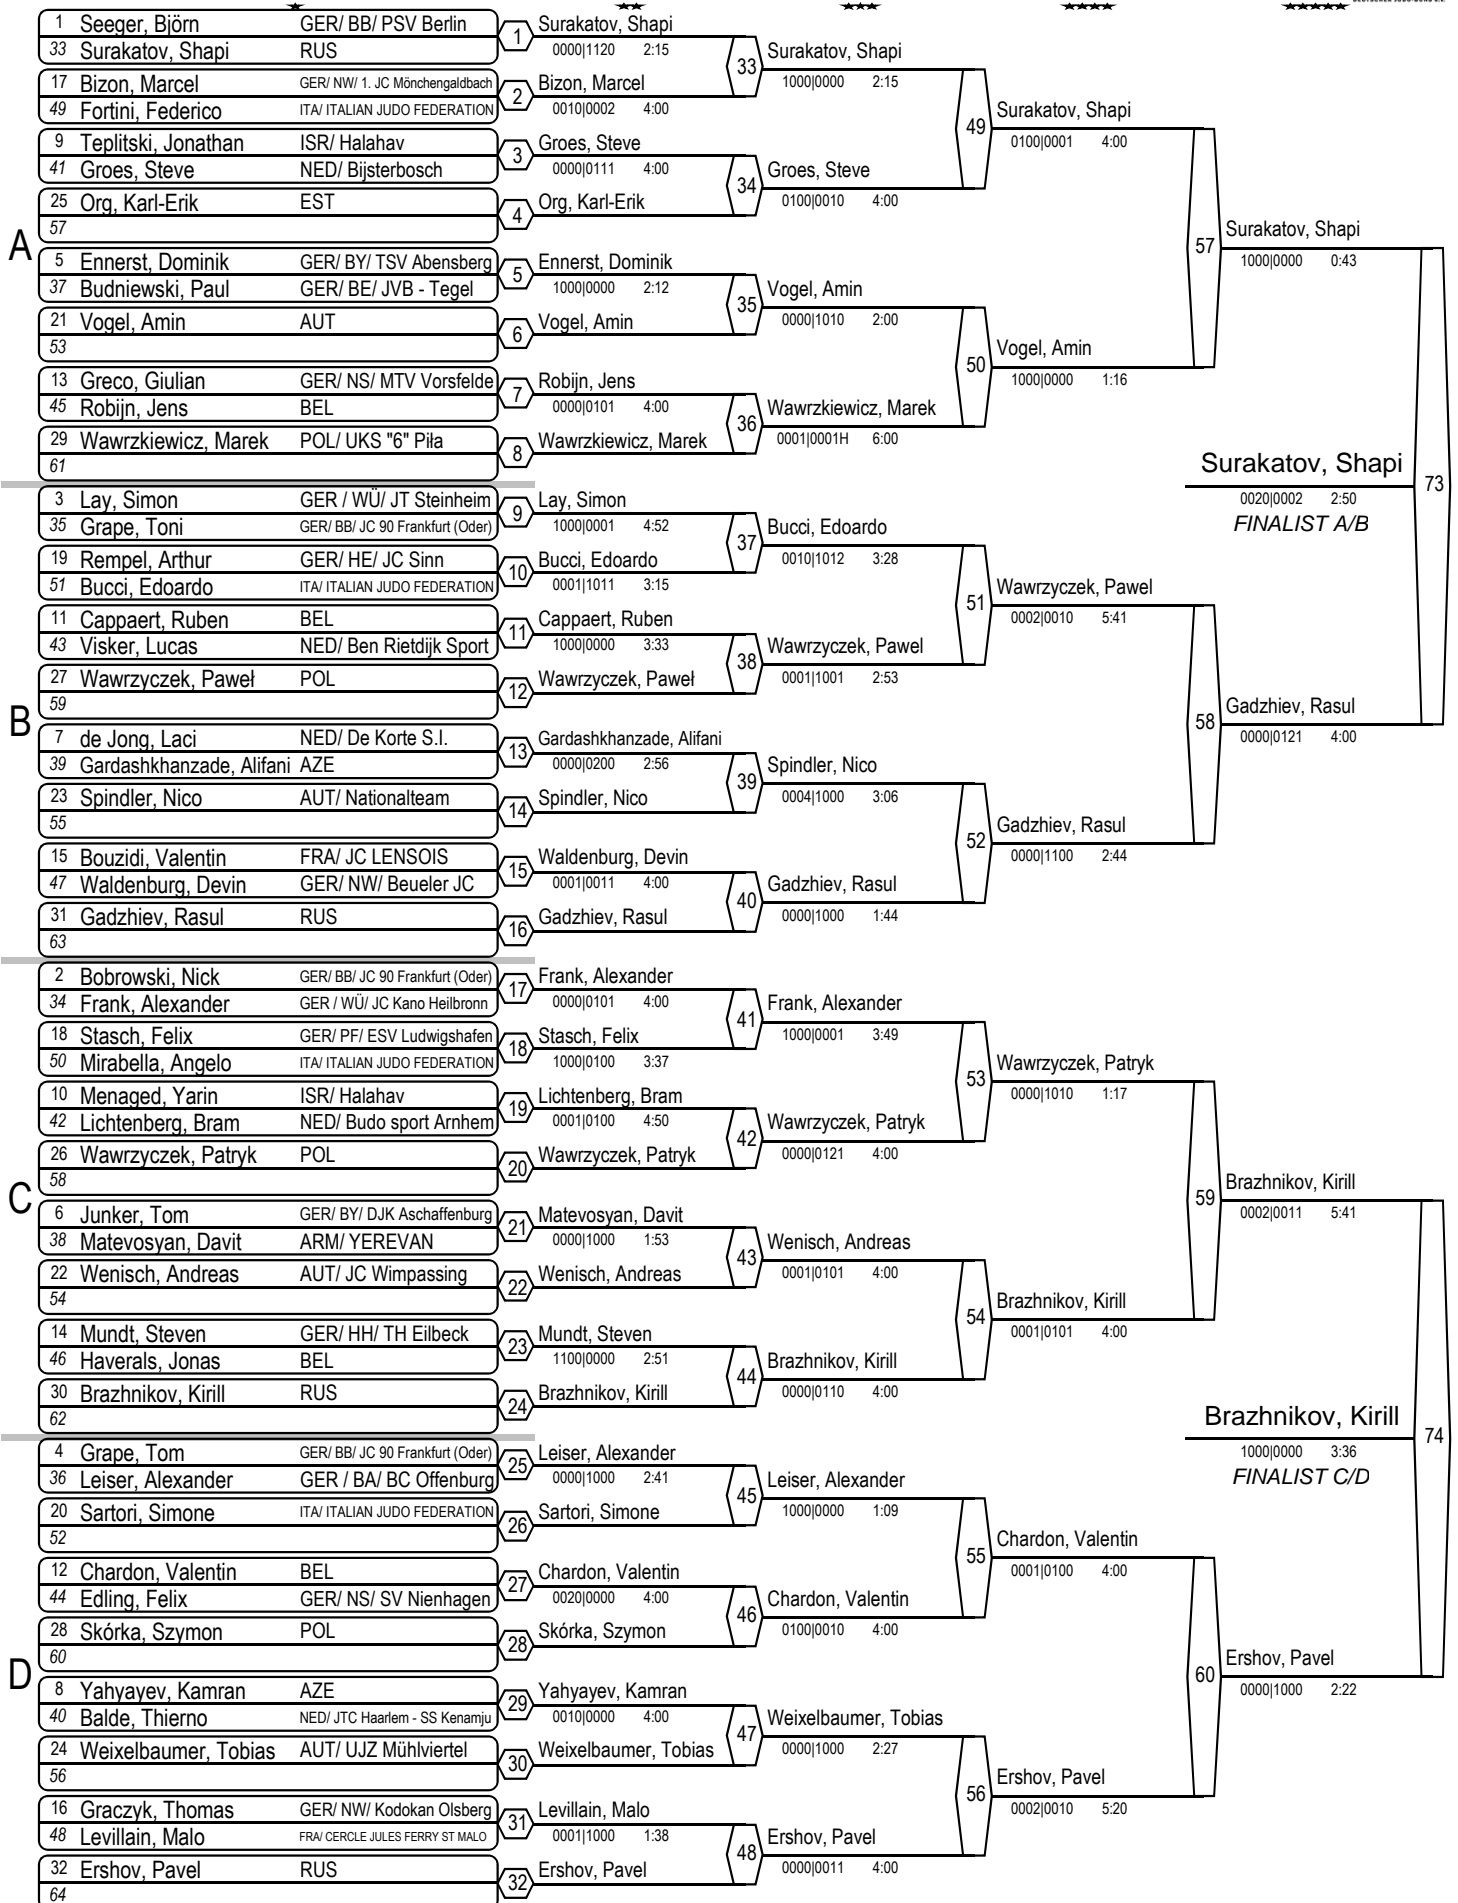 1 Seeger, Björn GER/ BB/ PSV Berlin
33 Surakatov, Shapi RUS
17 Bizon, Marcel GER/ NW/ 1. JC Mönchengaldbach
49 Fortini, Federico ITA/ ITALIAN JUDO FEDERATION
9 Teplitski, Jonathan ISR/ Halahav
41 Groes, Steve NED/ Bijsterbosch
25 Org, Karl-Erik EST
57
A
5 Ennerst, Dominik GER/ BY/ TSV Abensberg
37 Budniewski, Paul GER/ BE/ JVB - Tegel
21 Vogel, Amin AUT
53
13 Greco, Giulian GER/ NS/ MTV Vorsfelde
45 Robijn, Jens BEL
29 Wawrzkiewicz, Marek POL/ UKS "6" Piła
61
3 Lay, Simon GER / WÜ/ JT Steinheim
35 Grape, Toni GER/ BB/ JC 90 Frankfurt (Oder)
19 Rempel, Arthur GER/ HE/ JC Sinn
51 Bucci, Edoardo ITA/ ITALIAN JUDO FEDERATION
11 Cappaert, Ruben BEL
43 Visker, Lucas NED/ Ben Rietdijk Sport
27 Wawrzyczek, Paweł POL
59
B
7 de Jong, Laci NED/ De Korte S.I.
39 Gardashkhanzade, Alifani AZE
23 Spindler, Nico AUT/ Nationalteam
55
15 Bouzidi, Valentin FRA/ JC LENSOIS
47 Waldenburg, Devin GER/ NW/ Beueler JC
31 Gadzhiev, Rasul RUS
63
2 Bobrowski, Nick GER/ BB/ JC 90 Frankfurt (Oder)
34 Frank, Alexander GER / WÜ/ JC Kano Heilbronn
18 Stasch, Felix GER/ PF/ ESV Ludwigshafen
50 Mirabella, Angelo ITA/ ITALIAN JUDO FEDERATION
10 Menaged, Yarin ISR/ Halahav
42 Lichtenberg, Bram NED/ Budo sport Arnhem
26 Wawrzyczek, Patryk POL
58
C
6 Junker, Tom GER/ BY/ DJK Aschaffenburg
38 Matevosyan, Davit ARM/ YEREVAN
22 Wenisch, Andreas AUT/ JC Wimpassing
54
14 Mundt, Steven GER/ HH/ TH Eilbeck
46 Haverals, Jonas BEL
30 Brazhnikov, Kirill RUS
62
4 Grape, Tom GER/ BB/ JC 90 Frankfurt (Oder)
36 Leiser, Alexander GER / BA/ BC Offenburg
20 Sartori, Simone ITA/ ITALIAN JUDO FEDERATION
52
12 Chardon, Valentin BEL
44 Edling, Felix GER/ NS/ SV Nienhagen
28 Skórka, Szymon POL
60
D
8 Yahyayev, Kamran AZE
40 Balde, Thierno NED/ JTC Haarlem - SS Kenamju
24 Weixelbaumer, Tobias AUT/ UJZ Mühlviertel
56
16 Graczyk, Thomas GER/ NW/ Kodokan Olsberg
48 Levillain, Malo FRA/ CERCLE JULES FERRY ST MALO
32 Ershov, Pavel RUS
64
1 Surakatov, Shapi
0000|1120 2:15
2 Bizon, Marcel
0010|0002 4:00
3 Groes, Steve
0000|0111 4:00
4 Org, Karl-Erik
5 Ennerst, Dominik
1000|0000 2:12
6 Vogel, Amin
7 Robijn, Jens
0000|0101 4:00
8 Wawrzkiewicz, Marek
9 Lay, Simon
1000|0001 4:52
10 Bucci, Edoardo
0001|1011 3:15
11 Cappaert, Ruben
1000|0000 3:33
12 Wawrzyczek, Paweł
13 Gardashkhanzade, Alifani
0000|0200 2:56
14 Spindler, Nico
15 Waldenburg, Devin
0001|0011 4:00
16 Gadzhiev, Rasul
17 Frank, Alexander
0000|0101 4:00
18 Stasch, Felix
1000|0100 3:37
19 Lichtenberg, Bram
0001|0100 4:50
20 Wawrzyczek, Patryk
21 Matevosyan, Davit
0000|1000 1:53
22 Wenisch, Andreas
23 Mundt, Steven
1100|0000 2:51
24 Brazhnikov, Kirill
25 Leiser, Alexander
0000|1000 2:41
26 Sartori, Simone
27 Chardon, Valentin
0020|0000 4:00
28 Skórka, Szymon
29 Yahyayev, Kamran
0010|0000 4:00
30 Weixelbaumer, Tobias
31 Levillain, Malo
0001|1000 1:38
32 Ershov, Pavel
33 Surakatov, Shapi
1000|0000 2:15
34 Groes, Steve
0100|0010 4:00
35 Vogel, Amin
0000|1010 2:00
36 Wawrzkiewicz, Marek
0001|0001H 6:00
37 Bucci, Edoardo
0010|1012 3:28
38 Wawrzyczek, Pawel
0001|1001 2:53
39 Spindler, Nico
0004|1000 3:06
40 Gadzhiev, Rasul
0000|1000 1:44
41 Frank, Alexander
1000|0001 3:49
42 Wawrzyczek, Patryk
0000|0121 4:00
43 Wenisch, Andreas
0001|0101 4:00
44 Brazhnikov, Kirill
0000|0110 4:00
45 Leiser, Alexander
1000|0000 1:09
46 Chardon, Valentin
0100|0010 4:00
47 Weixelbaumer, Tobias
0000|1000 2:27
48 Ershov, Pavel
0000|0011 4:00
49 Surakatov, Shapi
0100|0001 4:00
50 Vogel, Amin
1000|0000 1:16
51 Wawrzyczek, Pawel
0002|0010 5:41
52 Gadzhiev, Rasul
0000|1100 2:44
53 Wawrzyczek, Patryk
0000|1010 1:17
54 Brazhnikov, Kirill
0001|0101 4:00
55 Chardon, Valentin
0001|0100 4:00
56 Ershov, Pavel
0002|0010 5:20
57 Surakatov, Shapi
1000|0000 0:43
58 Gadzhiev, Rasul
0000|0121 4:00
59 Brazhnikov, Kirill
0002|0011 5:41
60 Ershov, Pavel
0000|1000 2:22
Surakatov, Shapi 73
0020|0002 2:50
FINALIST A/B
Brazhnikov, Kirill 74
1000|0000 3:36
FINALIST C/D